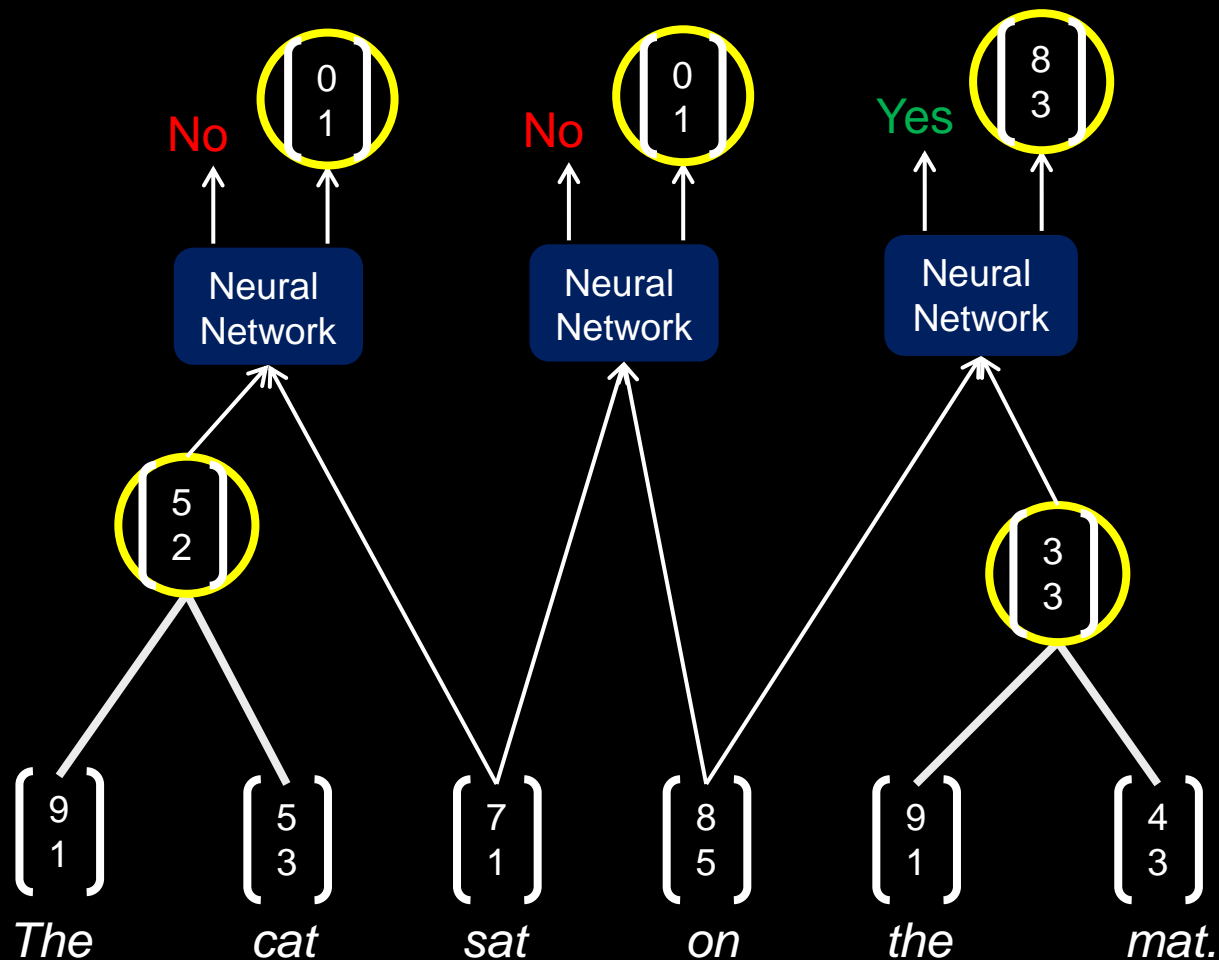 0 0 8
1 1 3
No No Yes
Neural Neural Neural
Network Network Network
5 3
2 3
9 5 7 8 9 4
1 3 1 5 1 3
The cat sat on the mat.